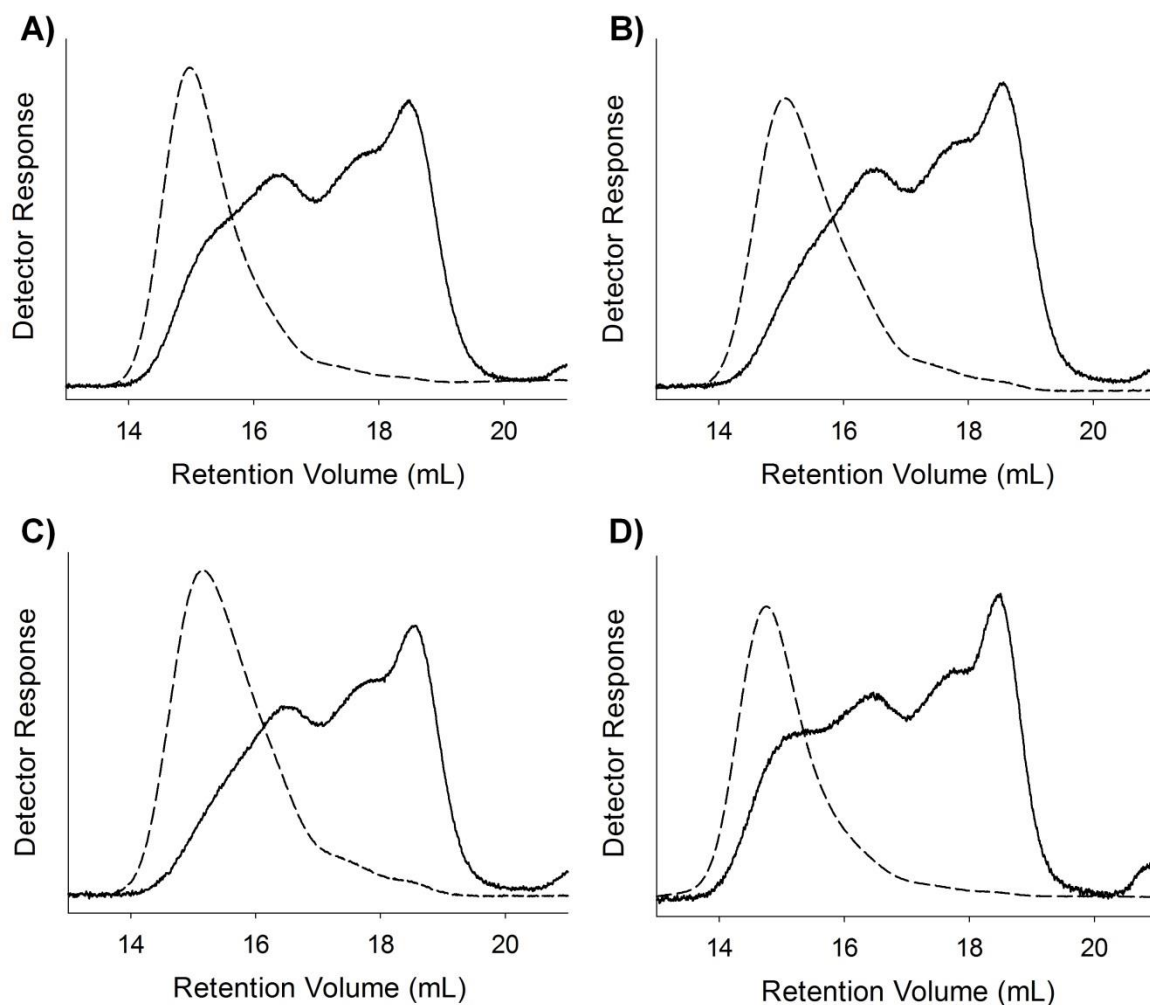 A)
Detector Response
14 16 18 20
Retention Volume (mL)
B)
Detector Response
14 16 18 20
Retention Volume (mL)
C)
Detector Response
14 16 18 20
Retention Volume (mL)
D)
Detector Response
14 16 18 20
Retention Volume (mL)